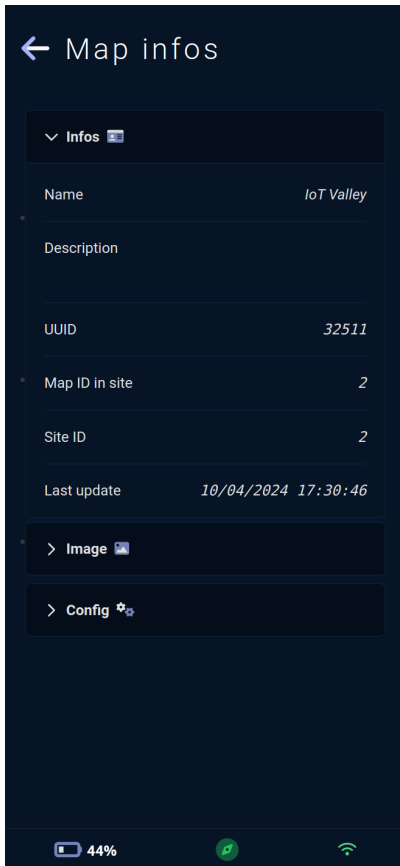 Map infos
Infos
Name IoT Valley
Description
UUID 32511
Map ID in site 2
Site ID 2
Last update 10/04/2024 17:30:46
Image
Config
44%